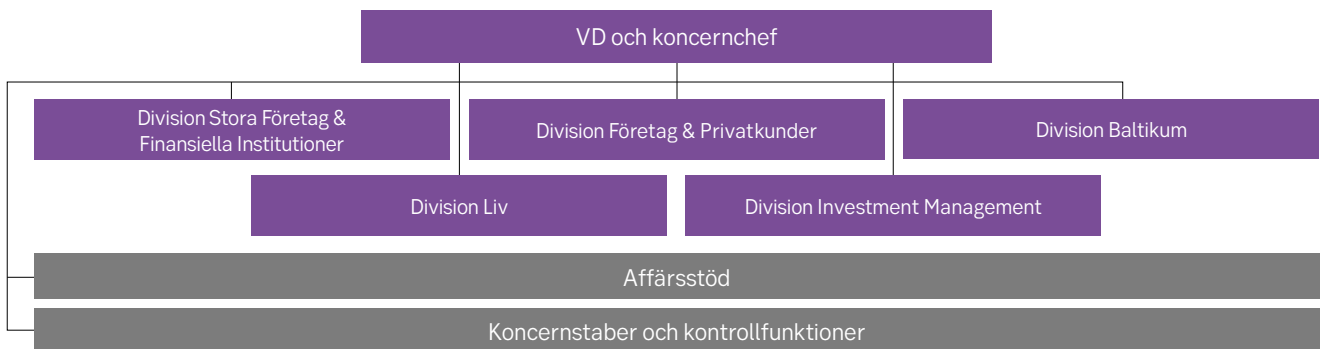 VD och koncernchef
Division Stora Företag &
Finansiella Institutioner
Division Företag & Privatkunder
Division Baltikum
Division Liv
Division Investment Management
Affärsstöd
Koncernstaber och kontrollfunktioner